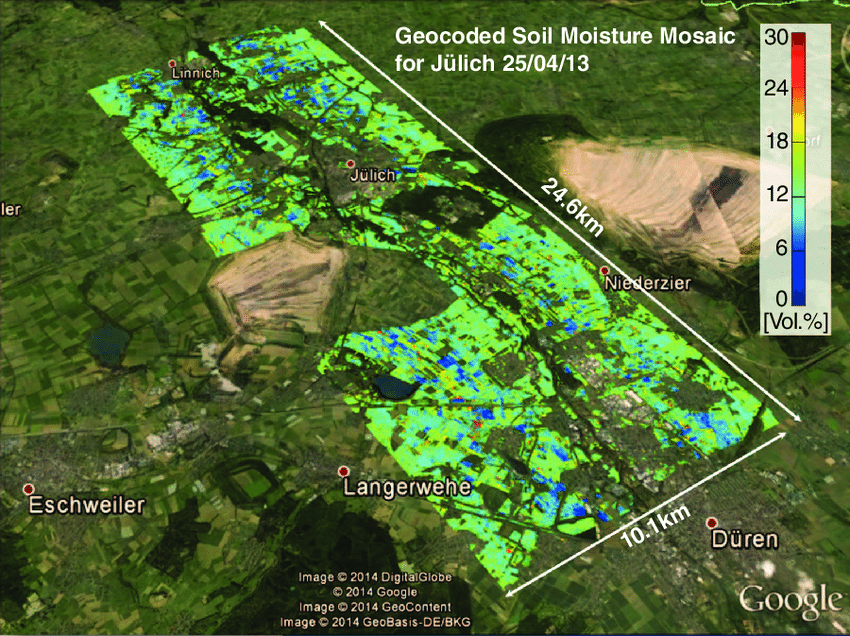 Geocoded Soil Moisture Mosaic
for Jülich 25/04/13
30
24
18
12
6
0
[Vol.%]
Linnich
Jülich
ler
24.6km
Niederzier
Langerwehe
Eschweiler
10.1km
Düren
Image © 2014 DigitalGlobe
© 2014 Google
Image © 2014 GeoContent
Image © 2014 GeoBasis-DE/BKG
Google